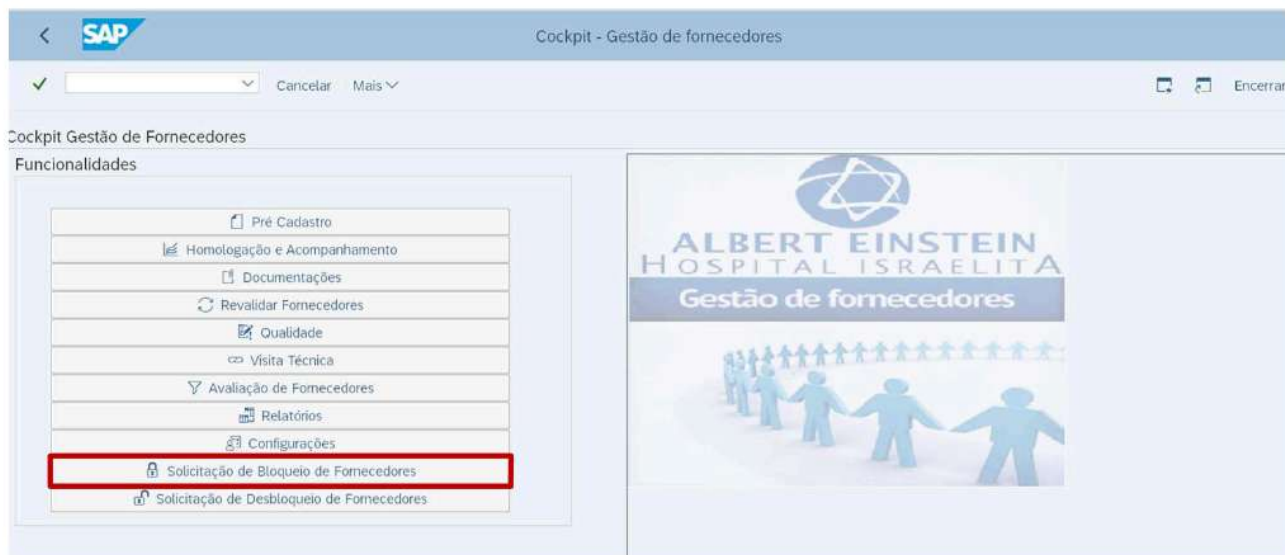 SAP
Cockpit - Gestão de fornecedores
Cancelar Mais
Encerrar
Cockpit Gestão de Fornecedores
Funcionalidades
Pré Cadastro
Homologação e Acompanhamento
Documentações
Revalidar Fornecedores
Qualidade
Visita Técnica
Avaliação de Fornecedores
Relatórios
Configurações
Solicitação de Bloqueio de Fornecedores
Solicitação de Desbloqueio de Fornecedores
ALBERT EINSTEIN
HOSPITAL ISRAELITA
Gestão de fornecedores